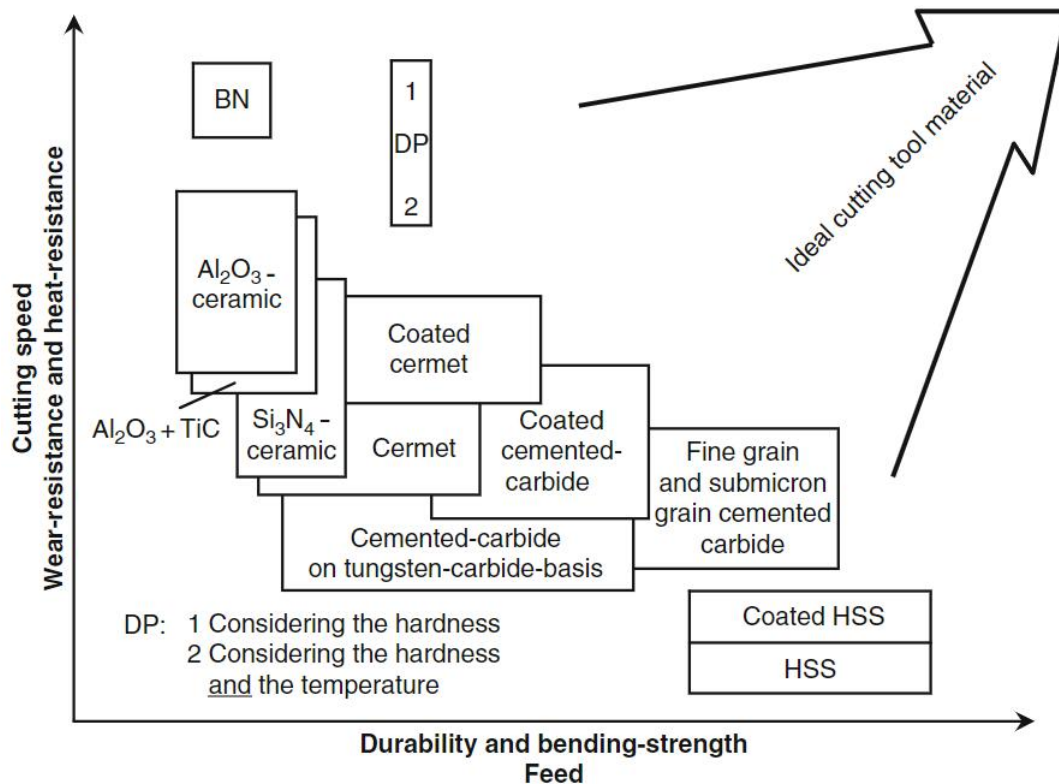 Cutting speed
Wear-resistance and heat-resistance
BN
1
DP
2
Ideal cutting tool material
Al₂O₃ -
ceramic
Coated
cermet
Al₂O₃ + TiC
Si₃N₄ –
ceramic
Cermet
Coated
cemented-
carbide
Fine grain
and submicron
grain cemented
carbide
Cemented-carbide
on tungsten-carbide-basis
DP: 1 Considering the hardness
2 Considering the hardness
and the temperature
Coated HSS
HSS
Durability and bending-strength
Feed